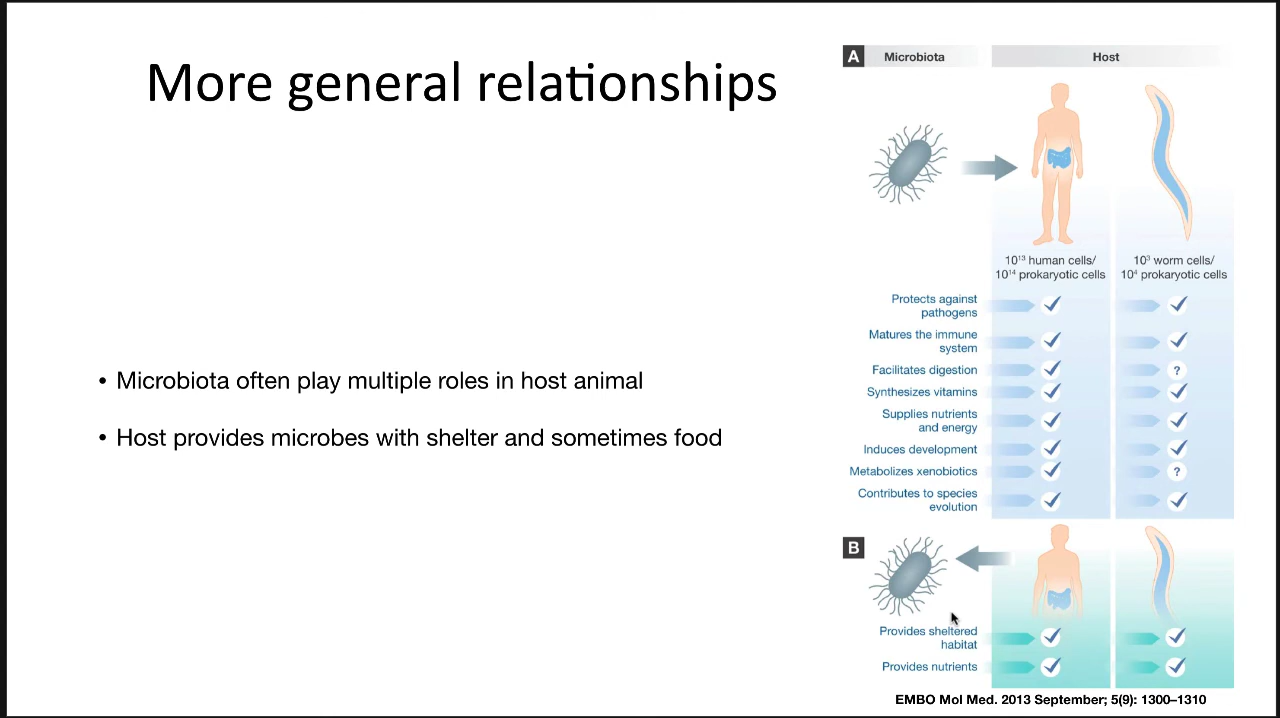 More general relationships
• Microbiota often play multiple roles in host animal
• Host provides microbes with shelter and sometimes food
A
Microbiota
Host
10¹³ human cells/
10¹⁴ prokaryotic cells
10³ worm cells/
10⁴ prokaryotic cells
Protects against
pathogens
Matures the immune
system
Facilitates digestion
?
Synthesizes vitamins
Supplies nutrients
and energy
Induces development
Metabolizes xenobiotics
?
Contributes to species
evolution
B
Provides sheltered
habitat
Provides nutrients
EMBO Mol Med. 2013 September; 5(9): 1300–1310